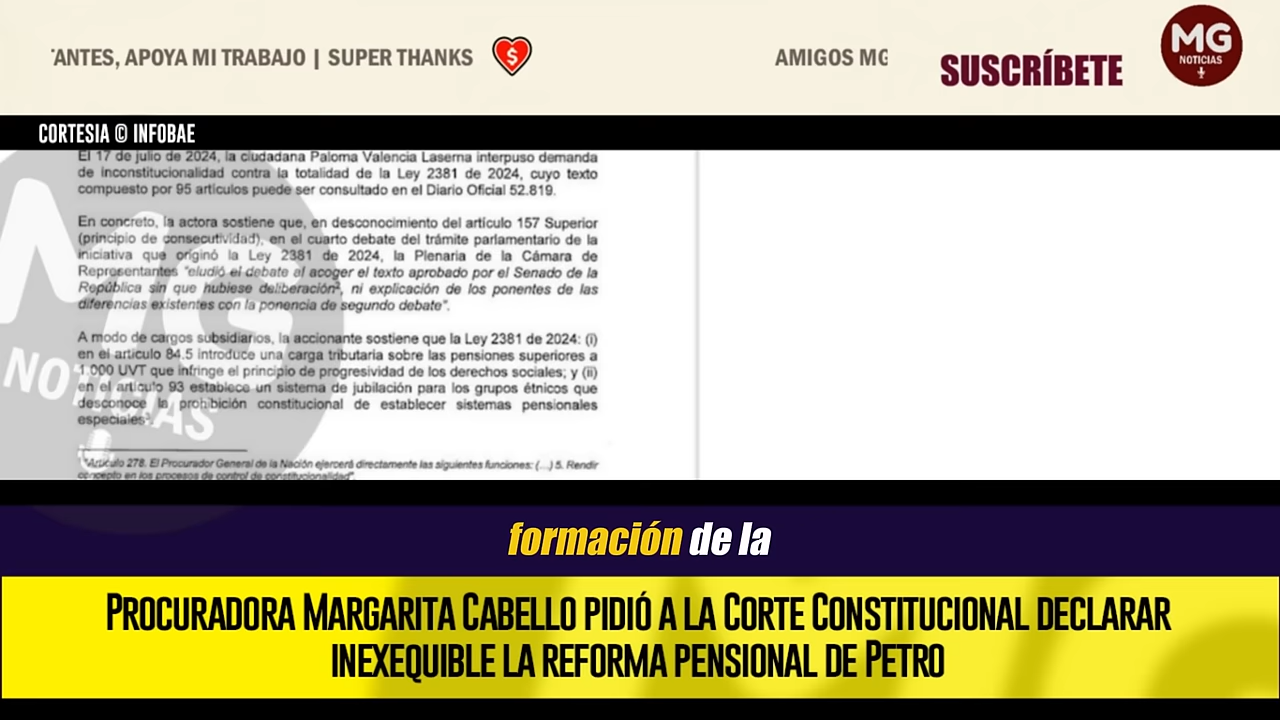 TANTES, APOYA MI TRABAJO | SUPER THANKS
AMIGOS MG
SUSCRÍBETE
MG
NOTICIAS
CORTESIA © INFOBAE
El 17 de julio de 2024, la ciudadana Paloma Valencia Laserna interpuso demanda
de inconstitucionalidad contra la totalidad de la Ley 2381 de 2024, cuyo texto
compuesto por 95 artículos puede ser consultado en el Diario Oficial 52.819.
En concreto, la actora sostiene que, en desconocimiento del artículo 157 Superior
(principio de consecutividad), en el cuarto debate del trámite parlamentario de la
iniciativa que originó la Ley 2381 de 2024, la Plenaria de la Cámara de
Representantes "eludió el debate al acoger el texto aprobado por el Senado de la
República sin que hubiese deliberación², ni explicación de los ponentes de las
diferencias existentes con la ponencia de segundo debate".
A modo de cargos subsidiarios, la accionante sostiene que la Ley 2381 de 2024: (i)
en el artículo 84.5 introduce una carga tributaria sobre las pensiones superiores a
1.000 UVT que infringe el principio de progresividad de los derechos sociales; y (ii)
en el artículo 93 establece un sistema de jubilación para los grupos étnicos que
desconoce la prohibición constitucional de establecer sistemas pensionales
especiales³.
"Artículo 278. El Procurador General de la Nación ejercerá directamente las siguientes funciones: (...) 5. Rendir
concepto en los procesos de control de constitucionalidad".
MG
NOTICIAS
formación de la
PROCURADORA MARGARITA CABELLO PIDIÓ A LA CORTE CONSTITUCIONAL DECLARAR
INEXEQUIBLE LA REFORMA PENSIONAL DE PETRO